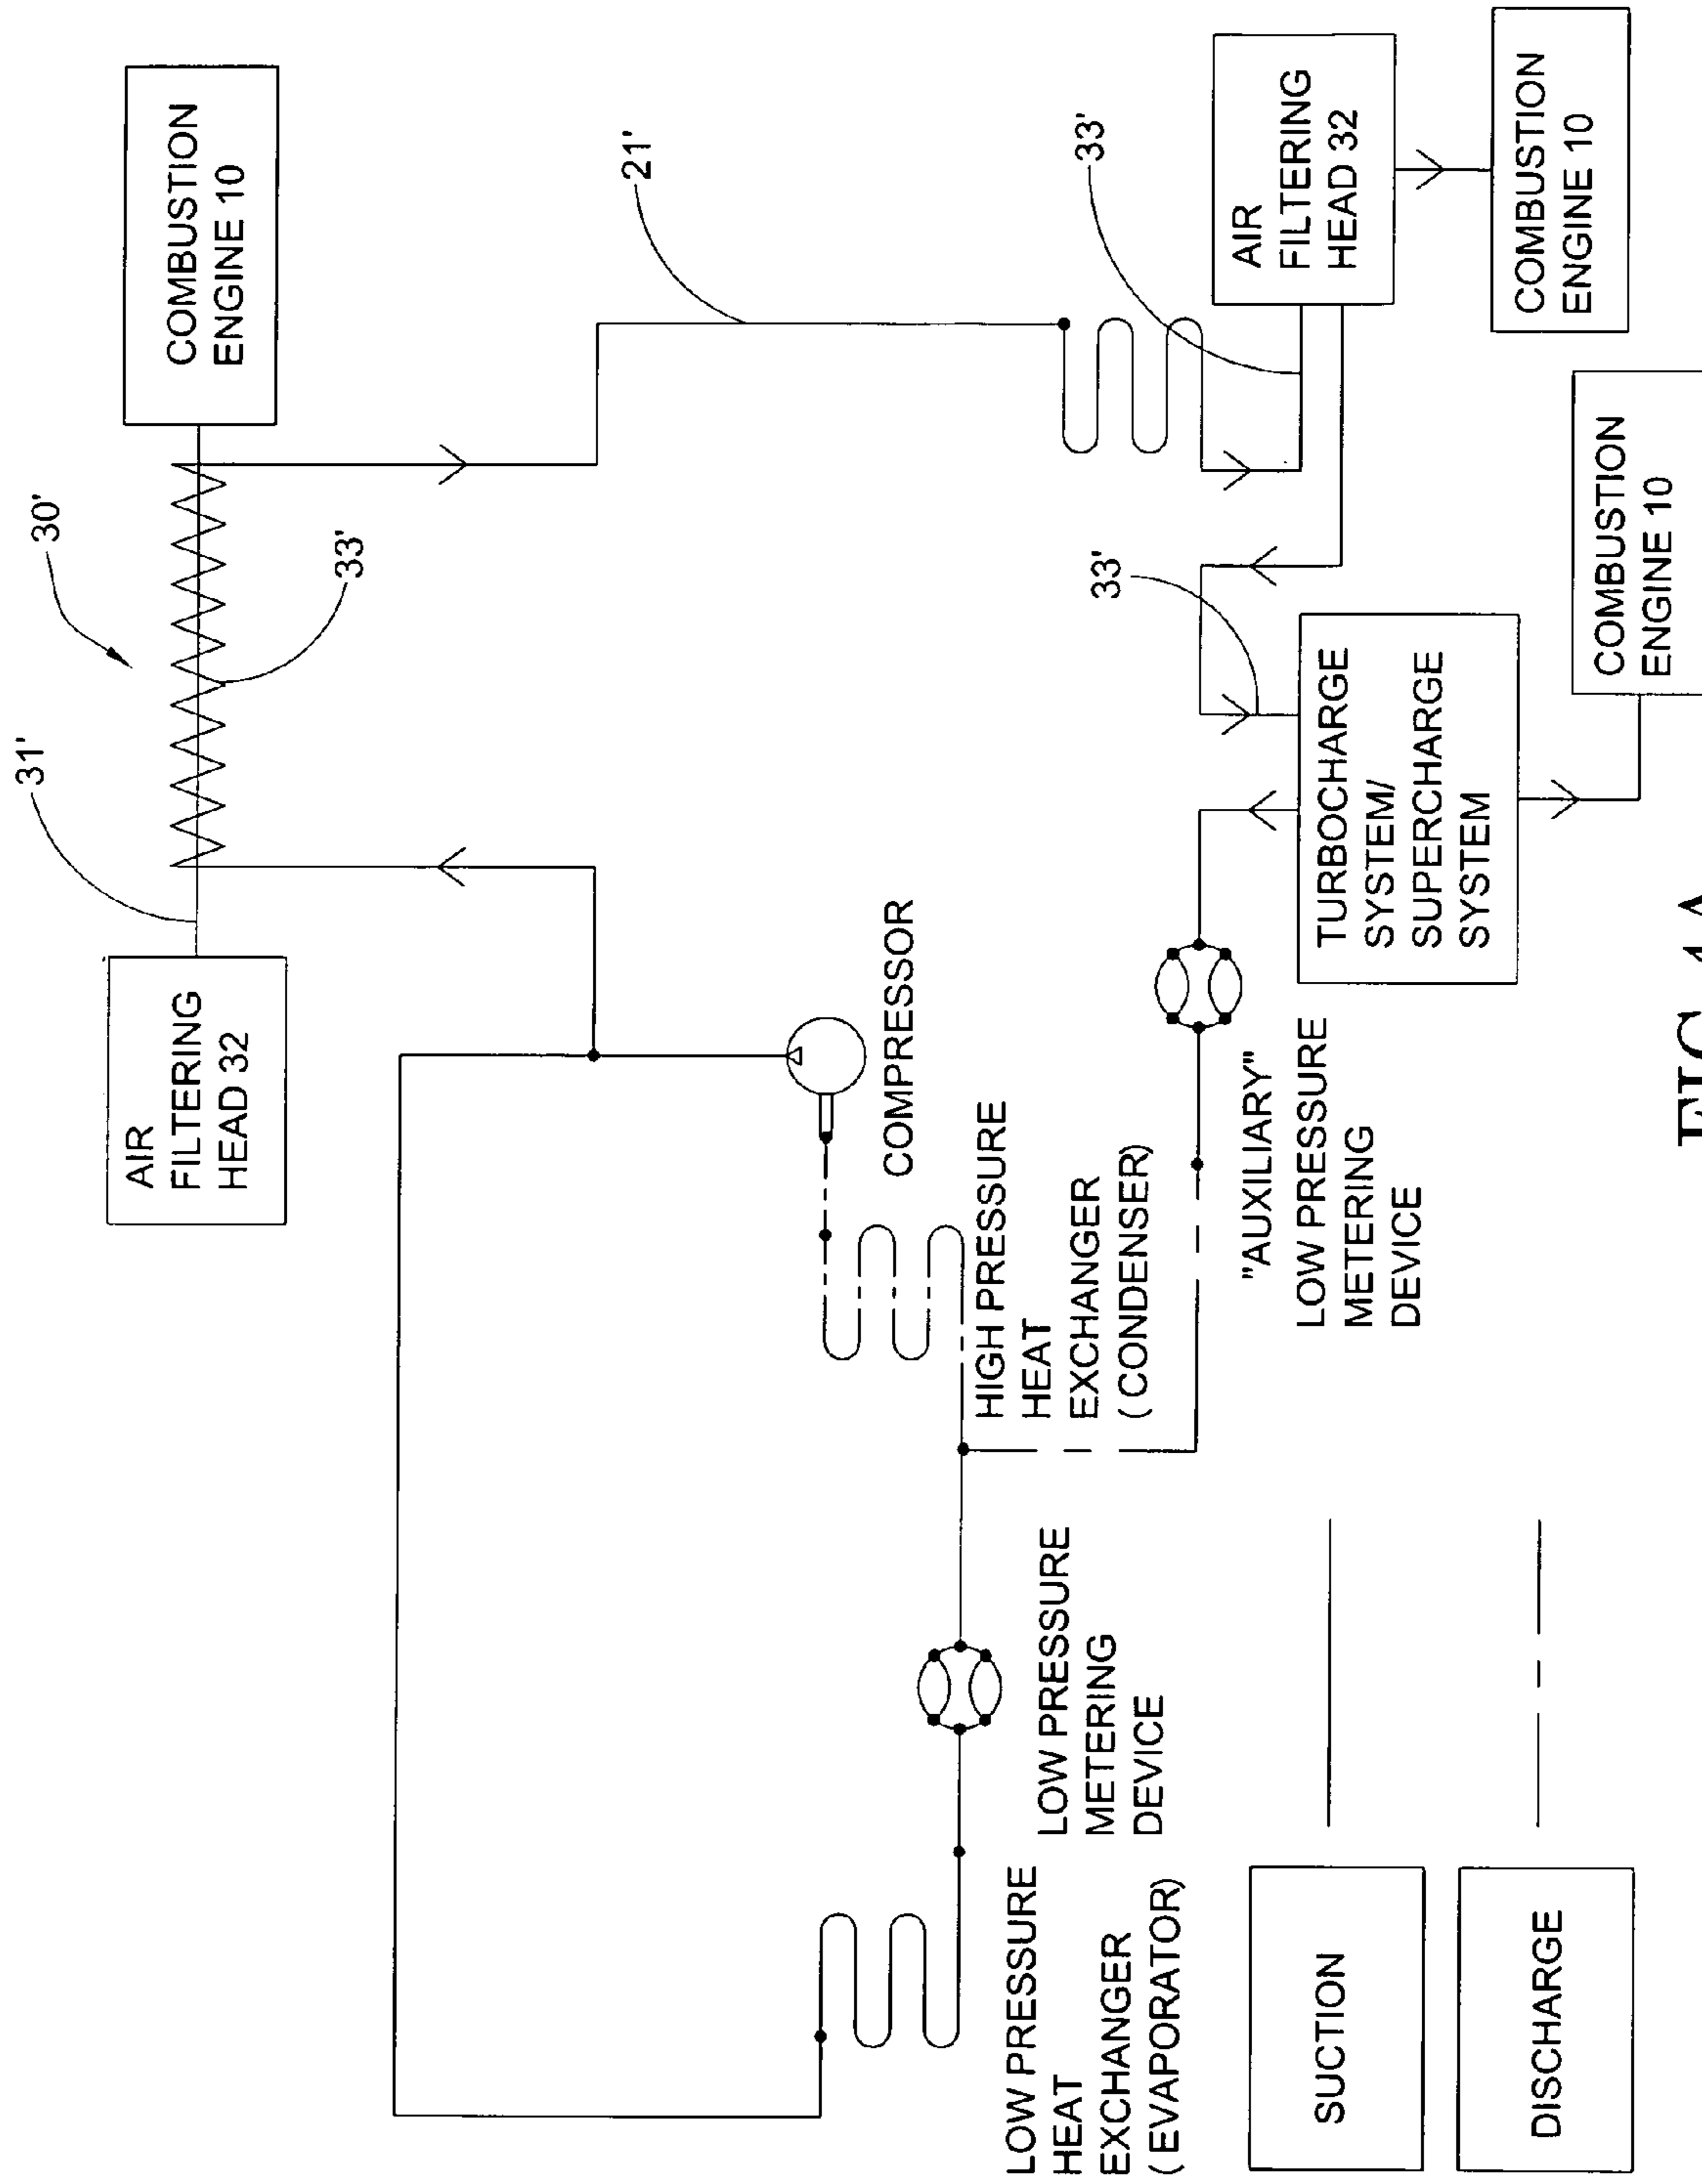 AIR
FILTERING
HEAD 32
31'
30'
33'
COMBUSTION
ENGINE 10
21'
COMPRESSOR
HIGH PRESSURE
HEAT
EXCHANGER
( CONDENSER)
LOW PRESSURE
HEAT
EXCHANGER
( EVAPORATOR)
LOW PRESSURE
METERING
DEVICE
"AUXILIARY"
LOW PRESSURE
METERING
DEVICE
33'
33'
TURBOCHARGE
SYSTEM/
SUPERCHARGE
SYSTEM
AIR
FILTERING
HEAD 32
COMBUSTION
ENGINE 10
COMBUSTION
ENGINE 10
SUCTION
DISCHARGE